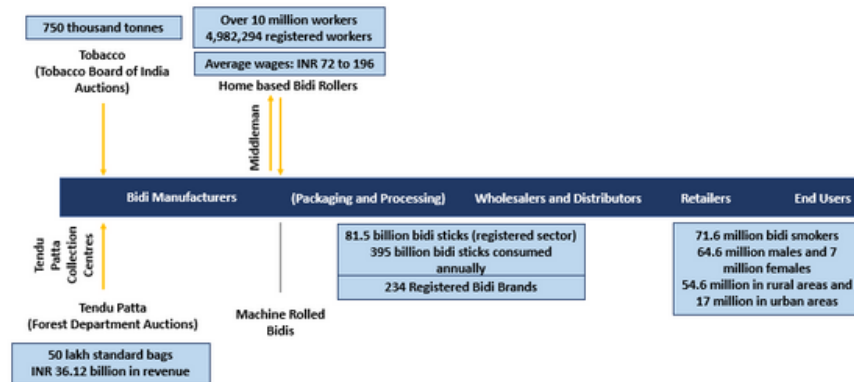 750 thousand tonnes
Tobacco
(Tobacco Board of India
Auctions)
Over 10 million workers
4,982,294 registered workers
Average wages: INR 72 to 196
Home based Bidi Rollers
Middleman
Bidi Manufacturers
(Packaging and Processing)
Wholesalers and Distributors
Retailers
End Users
Tendu
Patta
Collection
Centres
Tendu Patta
(Forest Department Auctions)
50 lakh standard bags
INR 36.12 billion in revenue
Machine Rolled
Bidis
81.5 billion bidi sticks (registered sector)
395 billion bidi sticks consumed
annually
234 Registered Bidi Brands
71.6 million bidi smokers
64.6 million males and 7
million females
54.6 million in rural areas and
17 million in urban areas